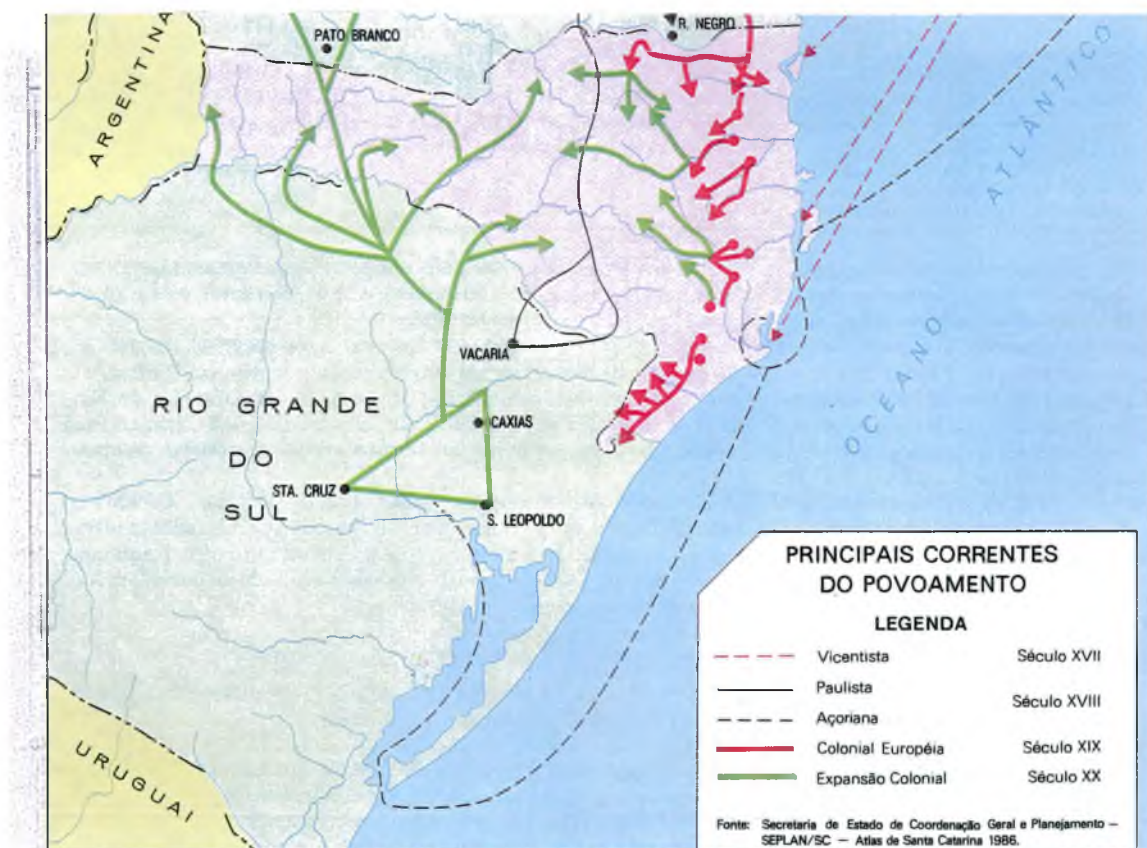 R. NEGRO
PATO BRANCO
ARGENTINA
ATLÂNTICO
OCEANO
VACARIA
RIO GRANDE
DO
SUL
CAXIAS
STA. CRUZ
S. LEOPOLDO
URUGUAI
PRINCIPAIS CORRENTES
DO POVOAMENTO
LEGENDA
Vicentista Século XVII
Paulista
Século XVIII
Açoriana
Colonial Européia Século XIX
Expansão Colonial Século XX
Fonte: Secretaria de Estado de Coordenação Geral e Planejamento –
SEPLAN/SC — Atlas de Santa Catarina 1986.